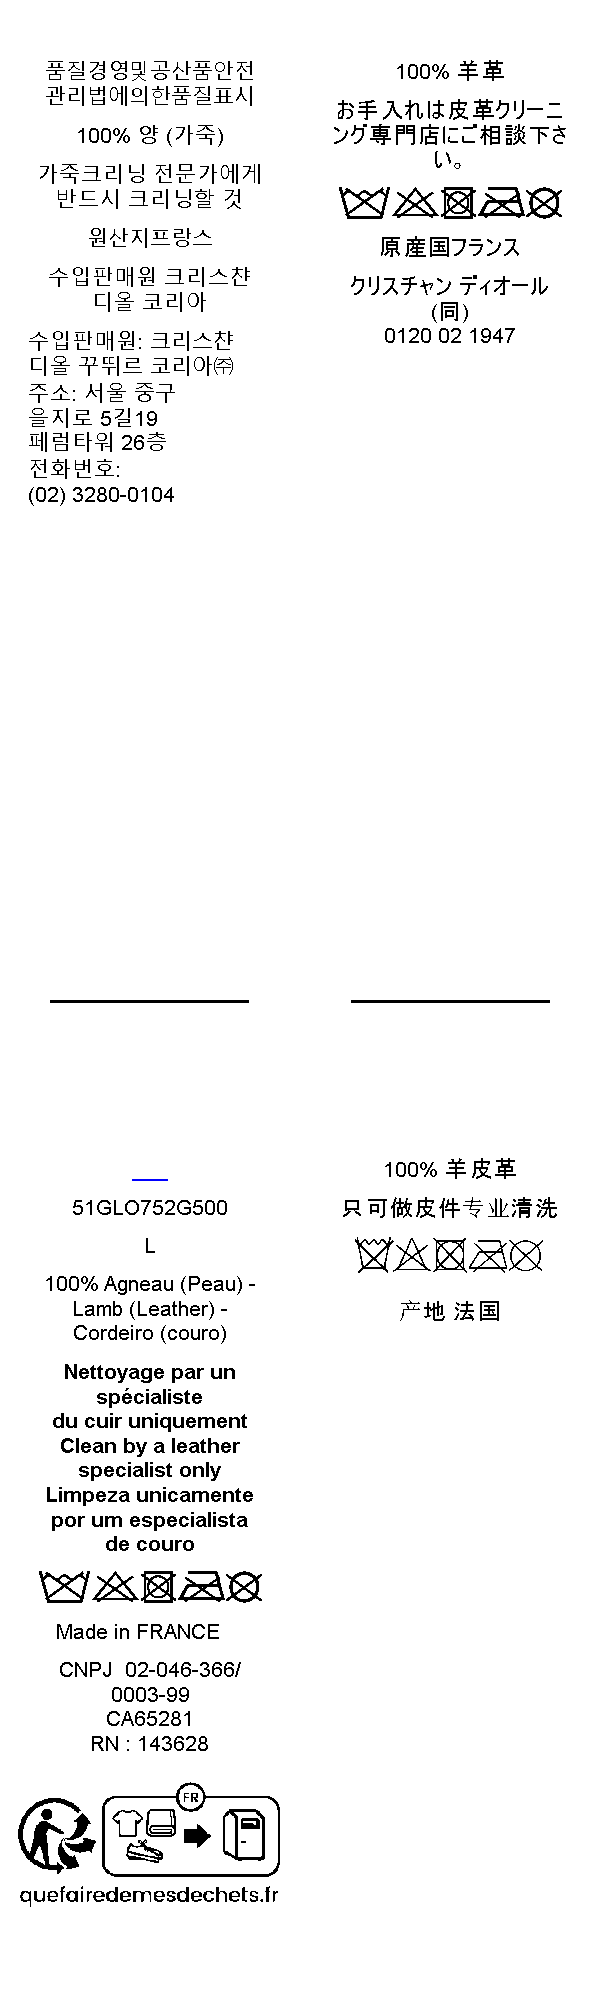 품질경영및공산품안전
관리법에의한품질표시
100% 양 (가죽)
가죽크리닝 전문가에게
반드시 크리닝할 것
원산지프랑스
수입판매원 크리스챤
디올 코리아
수입판매원: 크리스챤
디올 꾸뛰르 코리아㈜
주소: 서울 중구
을지로 5길19
페럼타워 26층
전화번호:
(02) 3280-0104
100% 羊革
お手入れは皮革クリーニ
ング専門店にご相談下さ
い。
原産国フランス
クリスチャン ディオール
(同)
0120 02 1947
51GLO752G500
L
100% Agneau (Peau) -
Lamb (Leather) -
Cordeiro (couro)
Nettoyage par un
spécialiste
du cuir uniquement
Clean by a leather
specialist only
Limpeza unicamente
por um especialista
de couro
Made in FRANCE
CNPJ  02-046-366/
0003-99
CA65281
RN : 143628
FR
quefairedemesdechets.fr
100% 羊皮革
只可做皮件专业清洗
产地 法国